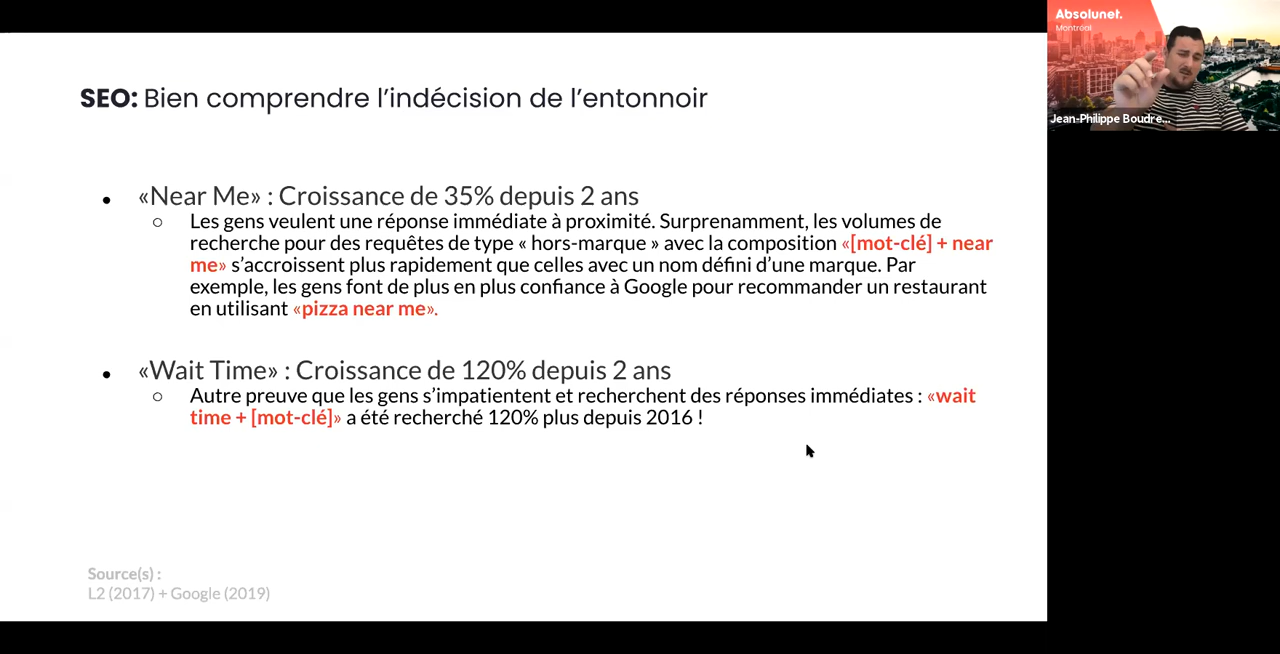 SEO: Bien comprendre l’indécision de l’entonnoir
● «Near Me» : Croissance de 35% depuis 2 ans
○ Les gens veulent une réponse immédiate à proximité. Surprenamment, les volumes de
recherche pour des requêtes de type « hors-marque » avec la composition «[mot-clé] + near
me» s’accroissent plus rapidement que celles avec un nom défini d’une marque. Par
exemple, les gens font de plus en plus confiance à Google pour recommander un restaurant
en utilisant «pizza near me».
● «Wait Time» : Croissance de 120% depuis 2 ans
○ Autre preuve que les gens s’impatientent et recherchent des réponses immédiates : «wait
time + [mot-clé]» a été recherché 120% plus depuis 2016 !
Source(s) :
L2 (2017) + Google (2019)
Absolunet.
Montréal
Jean-Philippe Boudre...